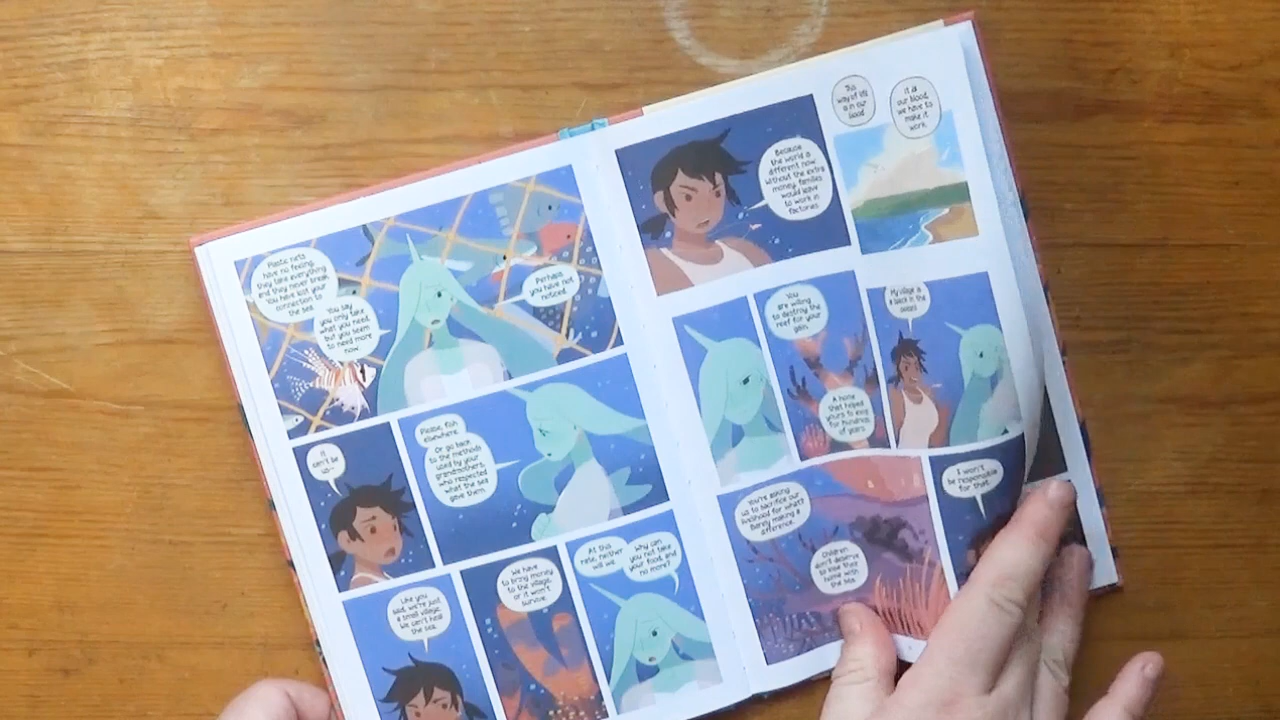 Plastic nets
have no feeling,
they take everything
and they never break.
You have lost your
connection to
the sea.
You say
you only take
what you need,
but you seem
to need more
now.
Perhaps
you have not
noticed.
It
can't be
us—
Please, fish
elsewhere.
Or go back
to the methods
used by your
grandmothers,
who respected
what the sea
gave them.
Like you
said, we're just
a small village.
We can't heal
the sea.
We have
to bring money
to the village,
or it won't
survive.
At this
rate, neither
will we.
Why can
you not take
your food, and
no more?
Because
the world is
different now.
Without the extra
money, families
would leave
to work in
factories.
This
way of life
is in our
blood.
It is
our blood,
we have to
make it
work.
You
are willing
to destroy the
reef for your
gain.
A home
that helped
yours to exist
for hundreds
of years.
My village is
a speck in the
ocean!
You're asking
us to sacrifice our
livelihood for what?
Barely making a
difference.
Children
don't deserve
to lose their
home with
the sea.
I won't
be responsible
for that.